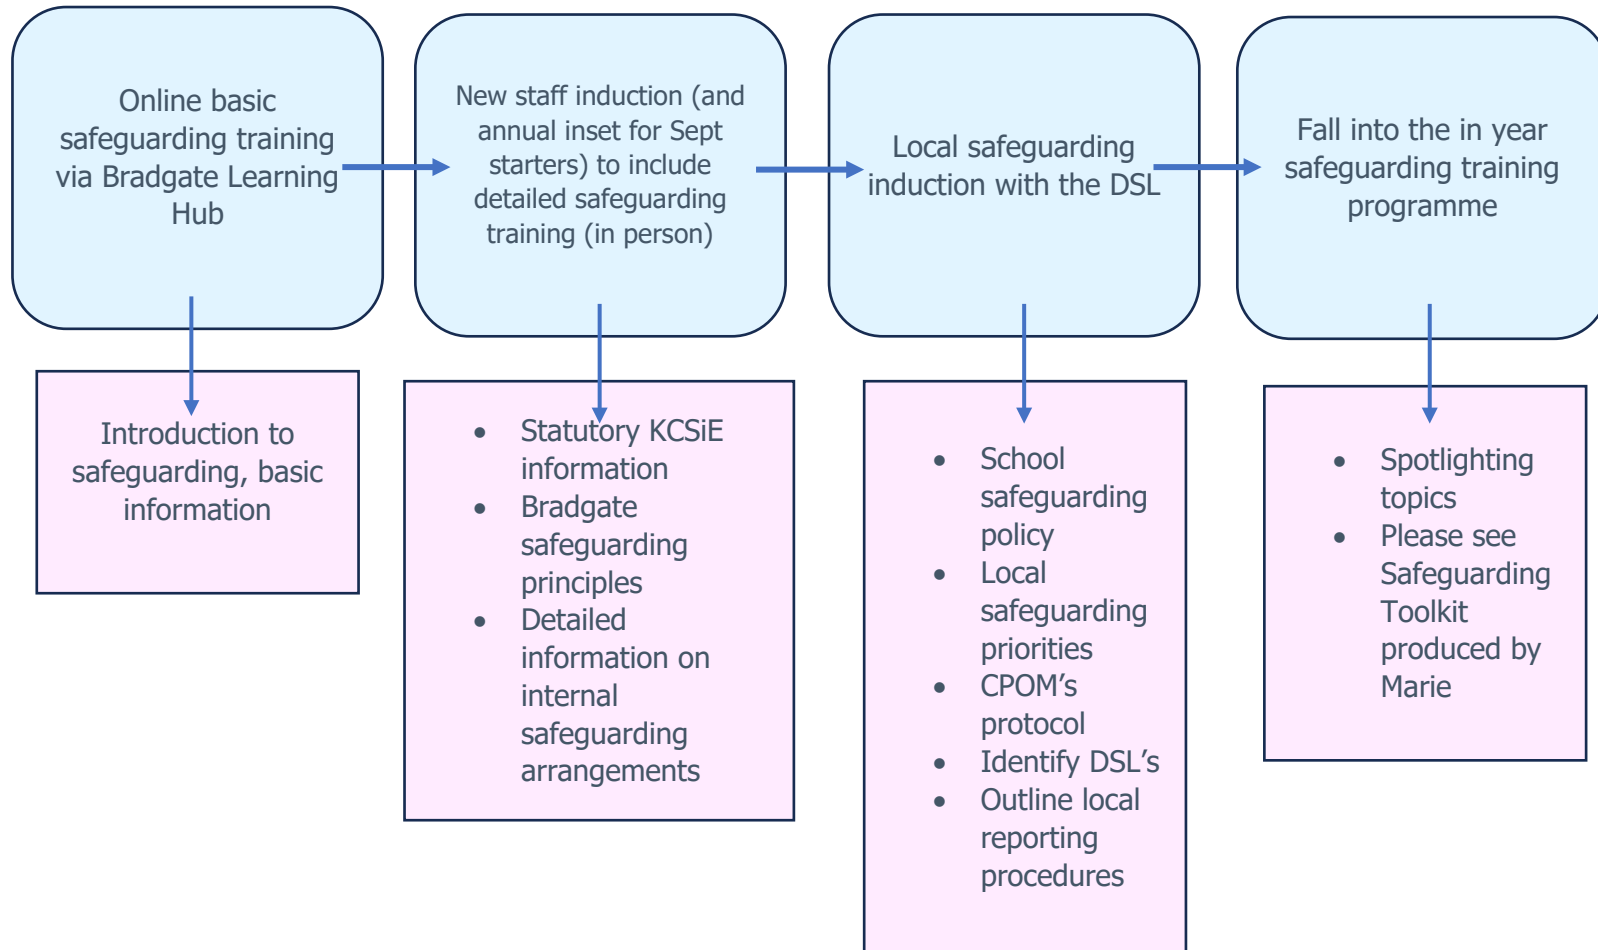 Online basic
safeguarding training
via Bradgate Learning
Hub
New staff induction (and
annual inset for Sept
starters) to include
detailed safeguarding
training (in person)
Local safeguarding
induction with the DSL
Fall into the in year
safeguarding training
programme
Introduction to
safeguarding, basic
information
• Statutory KCSiE
information
• Bradgate
safeguarding
principles
• Detailed
information on
internal
safeguarding
arrangements
• School
safeguarding
policy
• Local
safeguarding
priorities
• CPOM’s
protocol
• Identify DSL’s
• Outline local
reporting
procedures
• Spotlighting
topics
• Please see
Safeguarding
Toolkit
produced by
Marie